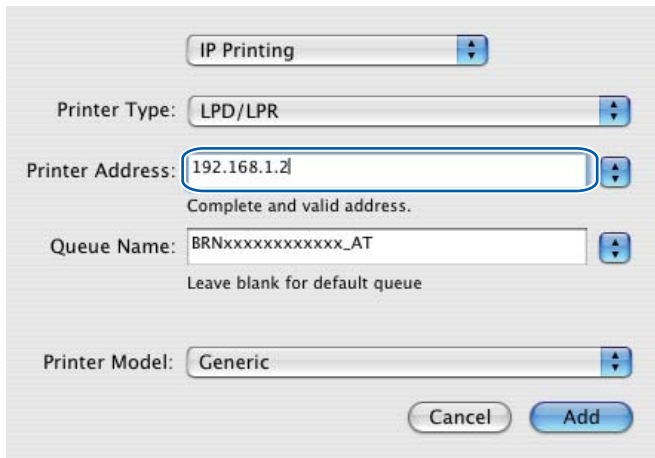 IP Printing
Printer Type: LPD/LPR
Printer Address: 192.168.1.2
Complete and valid address.
Queue Name: BRNxxxxxxxxxxxx_AT
Leave blank for default queue
Printer Model: Generic
Cancel Add